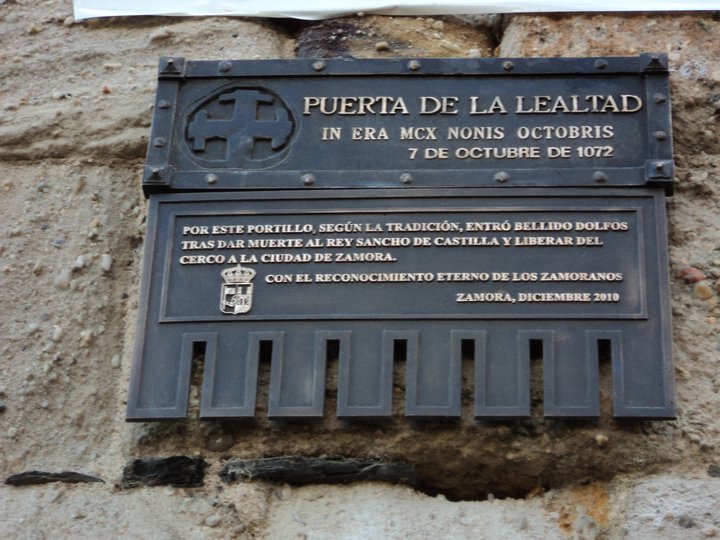 PUERTA DE LA LEALTAD
IN ERA MCX NONIS OCTOBRIS
7 DE OCTUBRE DE 1072
POR ESTE PORTILLO, SEGÚN LA TRADICIÓN, ENTRÓ BELLIDO DOLFOS
TRAS DAR MUERTE AL REY SANCHO DE CASTILLA Y LIBERAR DEL
CERCO A LA CIUDAD DE ZAMORA.
CON EL RECONOCIMIENTO ETERNO DE LOS ZAMORANOS
ZAMORA, DICIEMBRE 2010